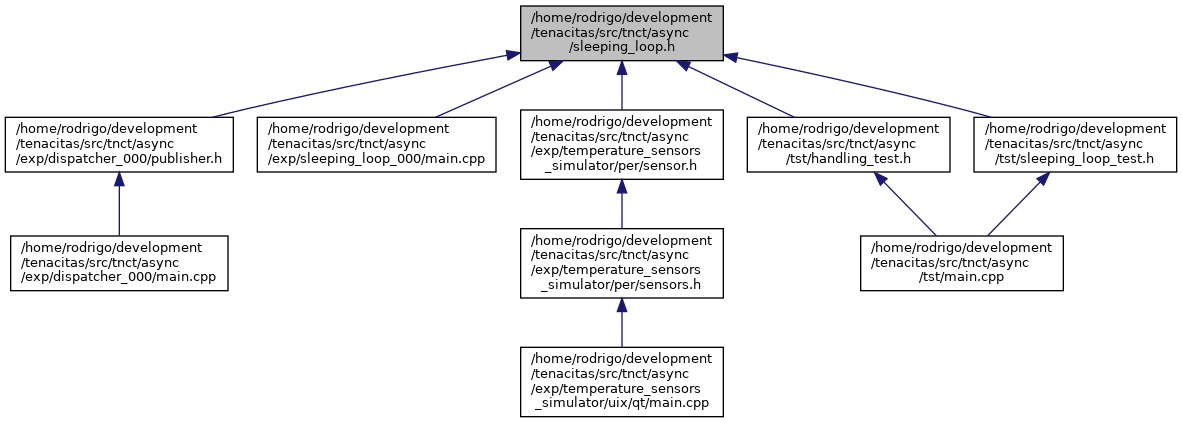 /home/rodrigo/development
/tenacitas/src/tnct/async
/sleeping_loop.h
/home/rodrigo/development
/tenacitas/src/tnct/async
/exp/dispatcher_000/publisher.h
/home/rodrigo/development
/tenacitas/src/tnct/async
/exp/sleeping_loop_000/main.cpp
/home/rodrigo/development
/tenacitas/src/tnct/async
/exp/temperature_sensors
_simulator/per/sensor.h
/home/rodrigo/development
/tenacitas/src/tnct/async
/tst/handling_test.h
/home/rodrigo/development
/tenacitas/src/tnct/async
/tst/sleeping_loop_test.h
/home/rodrigo/development
/tenacitas/src/tnct/async
/exp/dispatcher_000/main.cpp
/home/rodrigo/development
/tenacitas/src/tnct/async
/exp/temperature_sensors
_simulator/per/sensors.h
/home/rodrigo/development
/tenacitas/src/tnct/async
/tst/main.cpp
/home/rodrigo/development
/tenacitas/src/tnct/async
/exp/temperature_sensors
_simulator/uix/qt/main.cpp